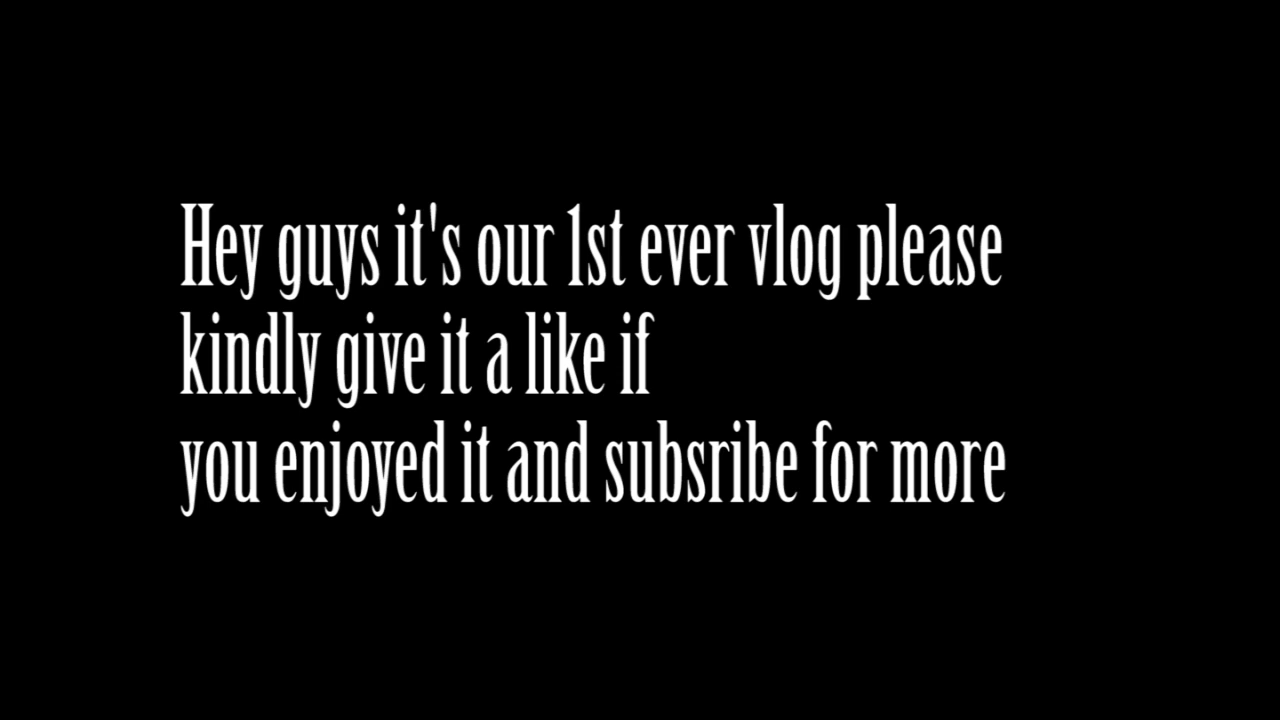 Hey guys it's our 1st ever vlog please
kindly give it a like if
you enjoyed it and subsribe for more